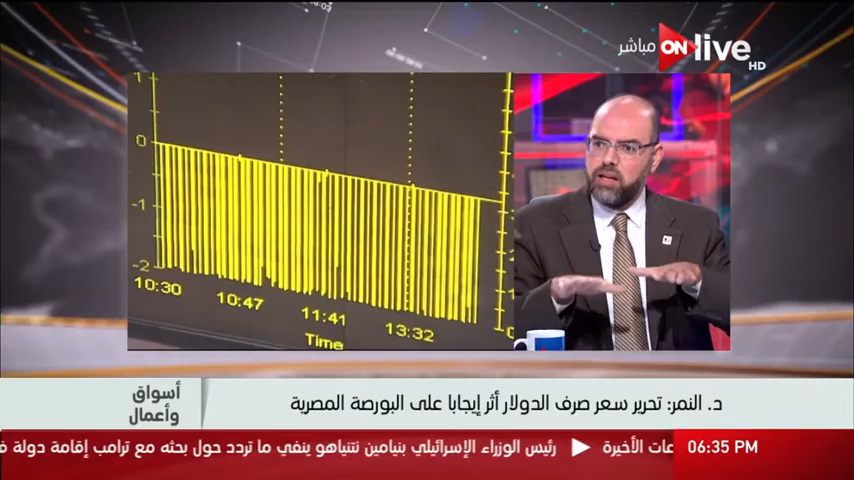 مباشر ON live
HD
1
0
-1
-2
10:30
10:47
11:41
13:32
Time
د. النمر: تحرير سعر صرف الدولار أثر إيجابا على البورصة المصرية
أسواق
وأعمال
06:35 PM
عات الأخيرة
رئيس الوزراء الإسرائيلي بنيامين نتنياهو ينفي ما تردد حول بحثه مع ترامب إقامة دولة ف